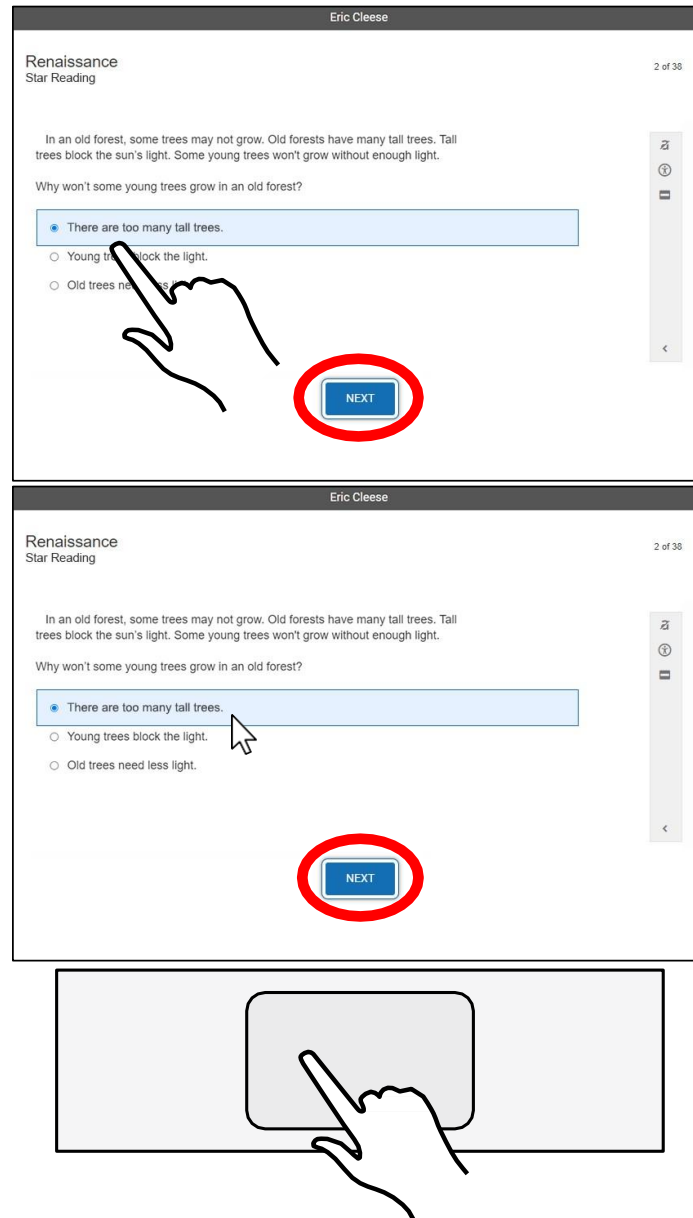 Eric Cleese
Renaissance
Star Reading
2 of 38
In an old forest, some trees may not grow. Old forests have many tall trees. Tall
trees block the sun's light. Some young trees won't grow without enough light.
Why won't some young trees grow in an old forest?
There are too many tall trees.
Young block the light.
Old trees
NEXT
Eric Cleese
Renaissance
Star Reading
2 of 38
In an old forest, some trees may not grow. Old forests have many tall trees. Tall
trees block the sun's light. Some young trees won't grow without enough light.
Why won't some young trees grow in an old forest?
There are too many tall trees.
Young trees block the light.
Old trees need less light.
NEXT